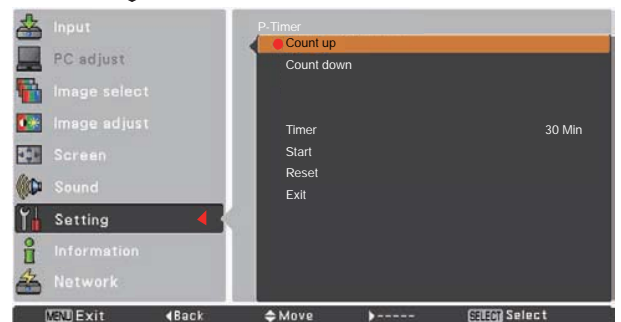 Input
PC adjust
Image select
Image adjust
Screen
Sound
Setting
Information
Network
P-Timer
Count up
Count down
Timer 30 Min
Start
Reset
Exit
MENU Exit Back Move ----- SELECT Select